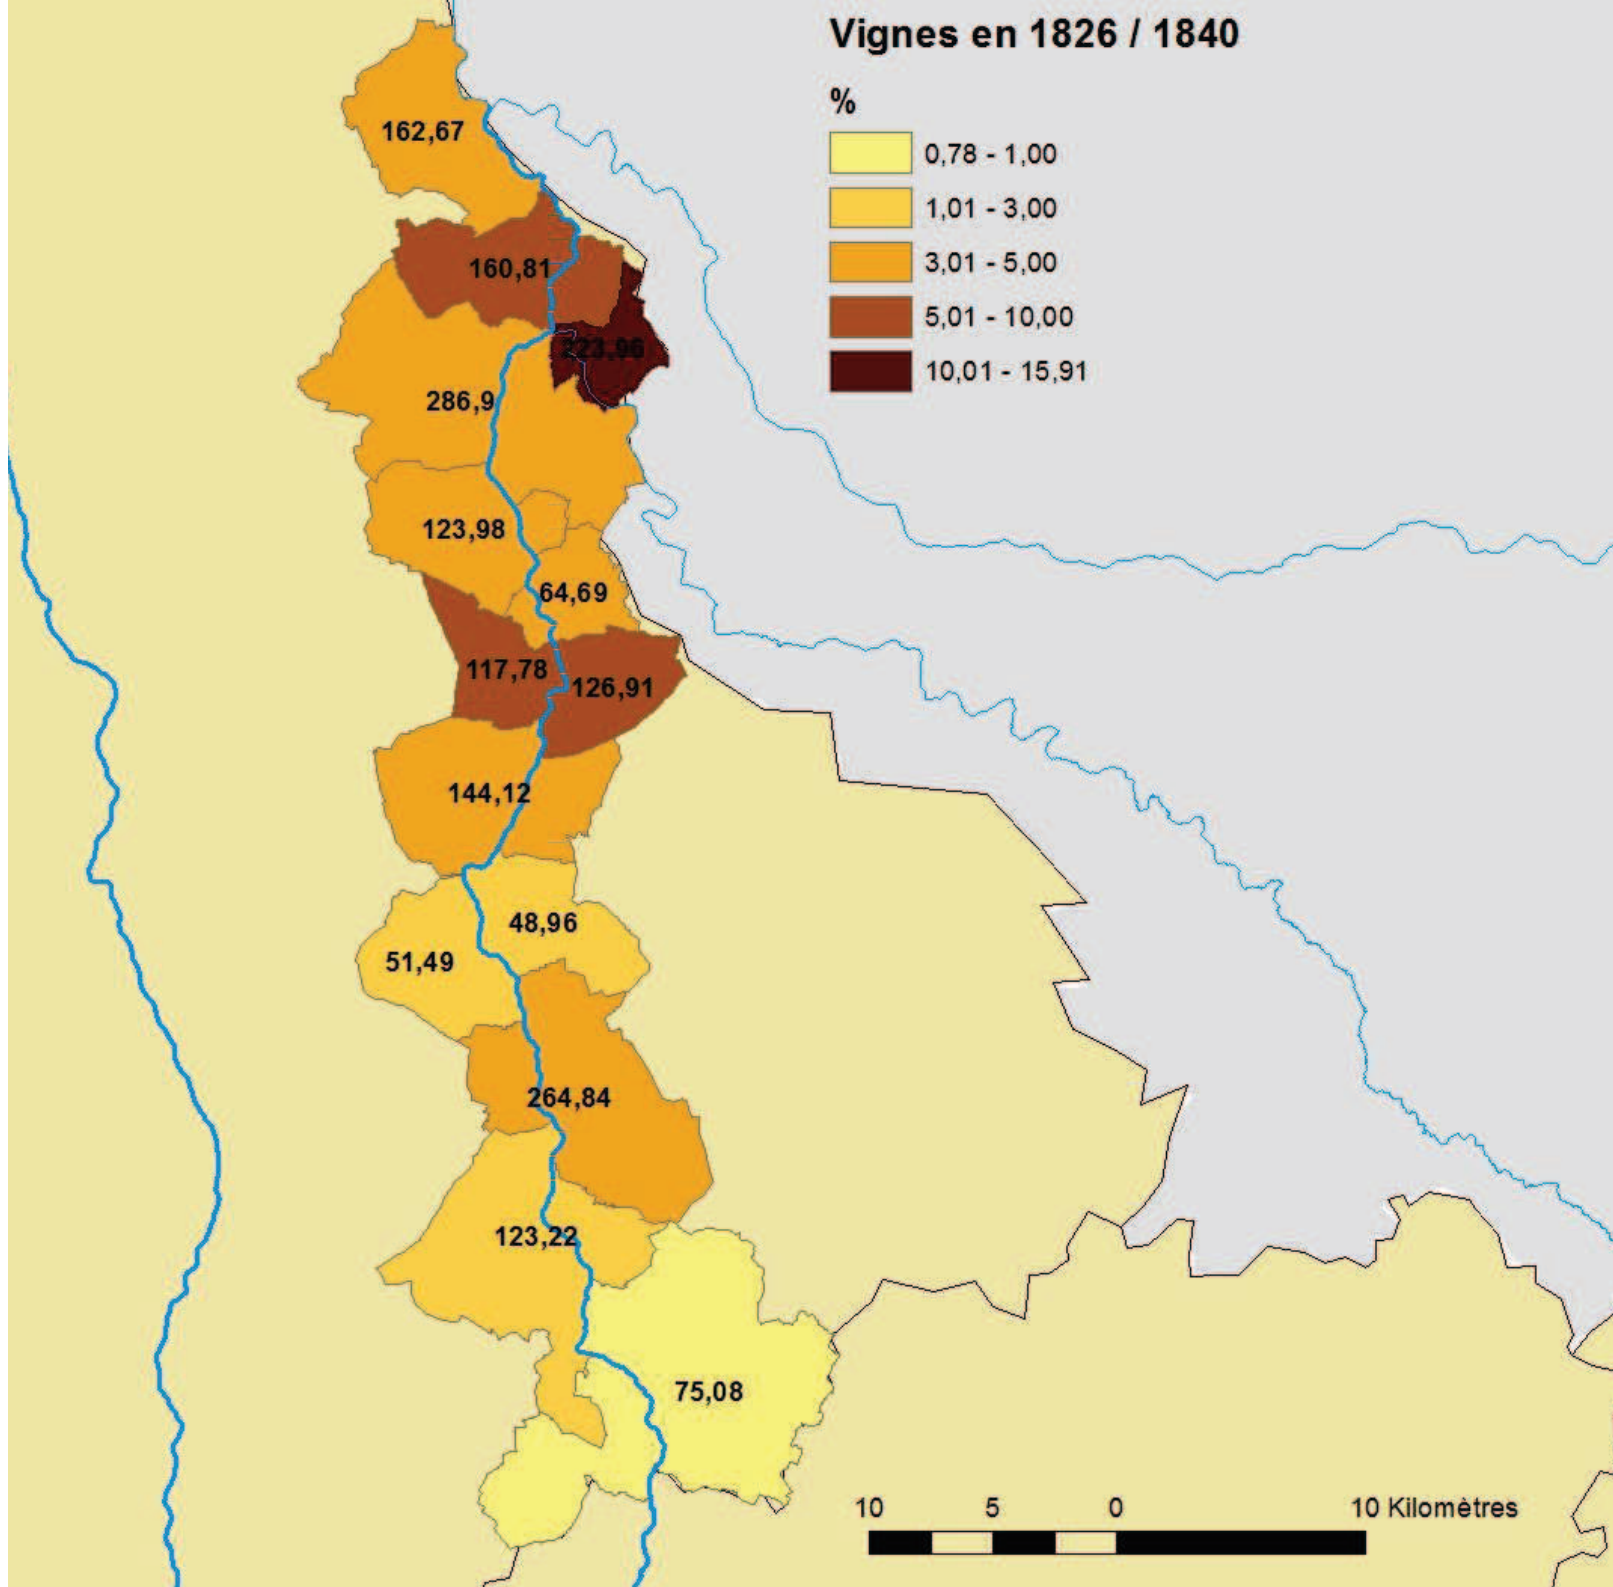 Vignes en 1826 / 1840
%
0,78 - 1,00
1,01 - 3,00
3,01 - 5,00
5,01 - 10,00
10,01 - 15,91
162,67
160,81
223,96
286,9
123,98
64,69
117,78
126,91
144,12
48,96
51,49
264,84
123,22
75,08
10 5 0 10 Kilomètres